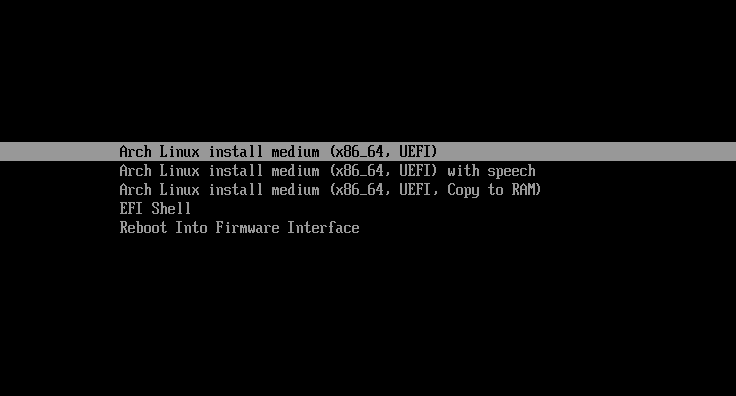 Arch Linux install medium (x86_64, UEFI)
Arch Linux install medium (x86_64, UEFI) with speech
Arch Linux install medium (x86_64, UEFI, Copy to RAM)
EFI Shell
Reboot Into Firmware Interface